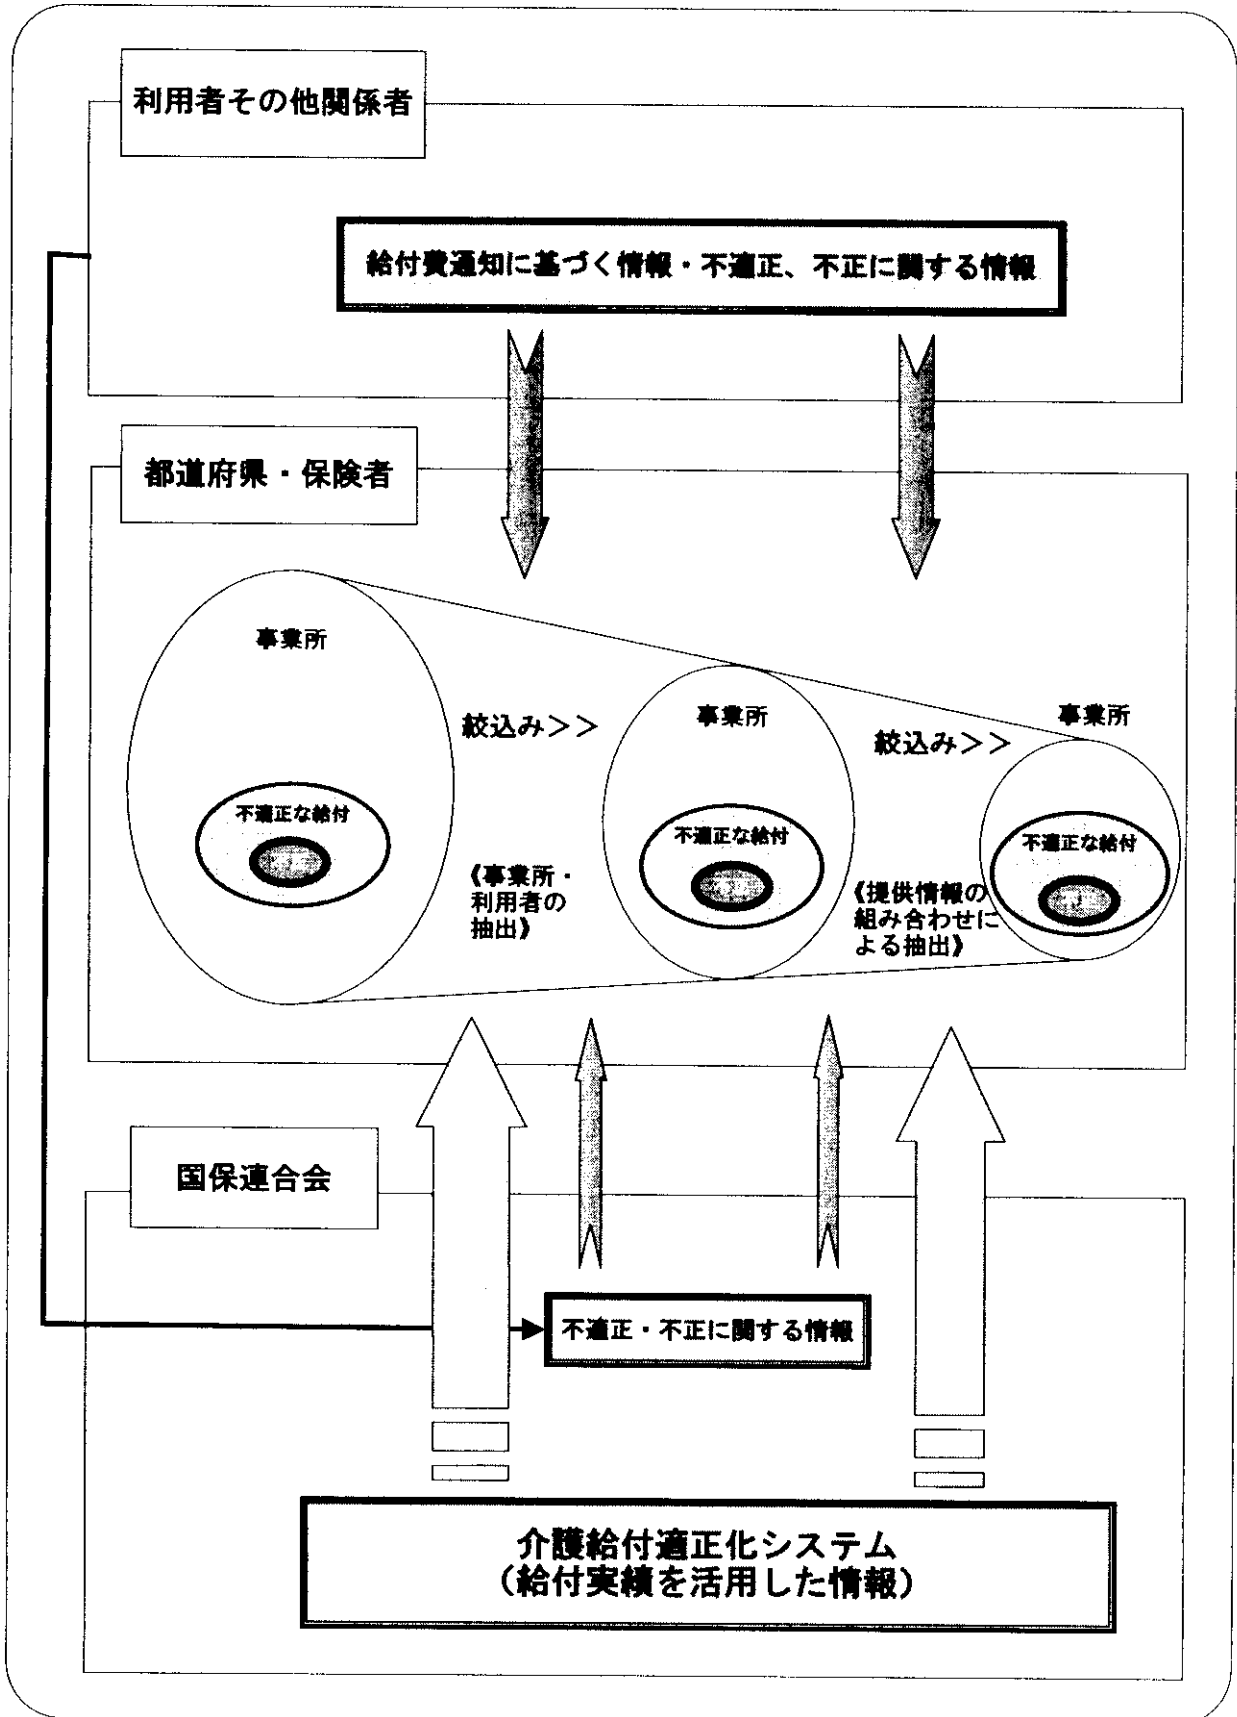 利用者その他関係者
給付費通知に基づく情報・不適正、不正に関する情報
都道府県・保険者
事業所
不適正な給付
絞込み>>
《事業所・
利用者の
抽出》
事業所
不適正な給付
絞込み>>
《提供情報の
組み合わせに
よる抽出》
事業所
不適正な給付
国保連合会
不適正・不正に関する情報
介護給付適正化システム
(給付実績を活用した情報)